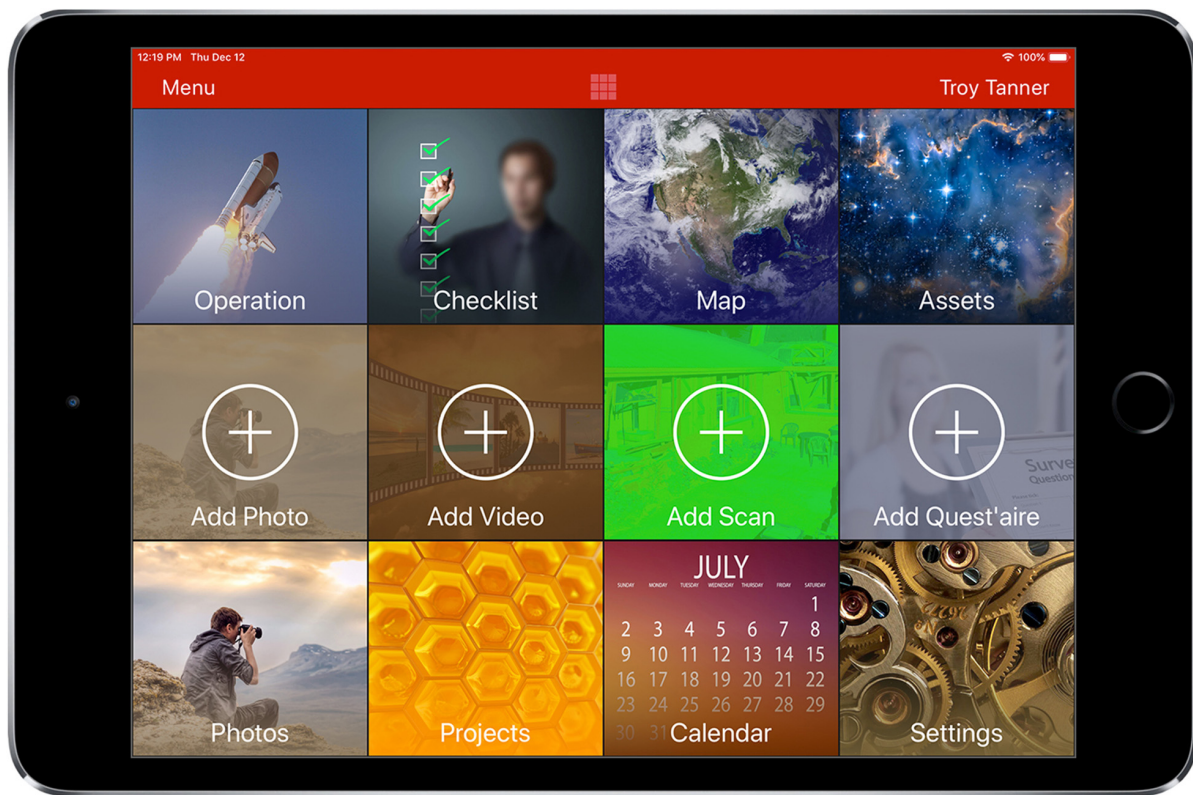 12:19 PM Thu Dec 12
100%
Menu
Troy Tanner
Operation
Checklist
Map
Assets
Surve
Question
Add Photo
Add Video
Add Scan
Add Quest'aire
JULY
SUNDAY MONDAY TUESDAY WEDNESDAY THURSDAY FRIDAY SATURDAY
1
2 3 4 5 6 7 8
9 10 11 12 13 14 15
16 17 18 19 20 21 22
23 24 25 26 27 28 29
30 31
Photos
Projects
Calendar
Settings